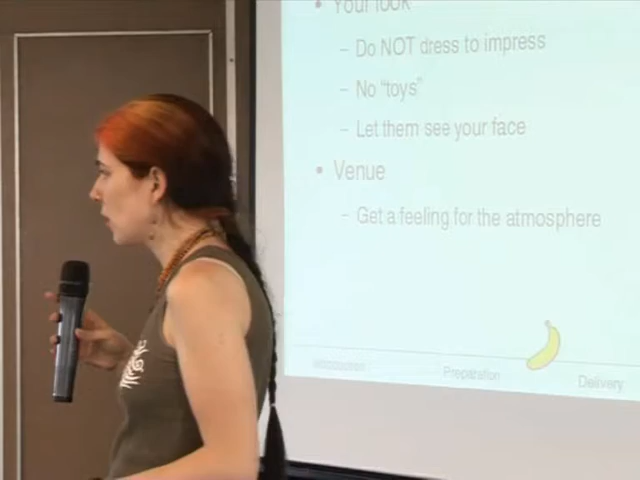 • Your look
– Do NOT dress to impress
– No "toys"
– Let them see your face
• Venue
– Get a feeling for the atmosphere
Introduction Preparation Delivery